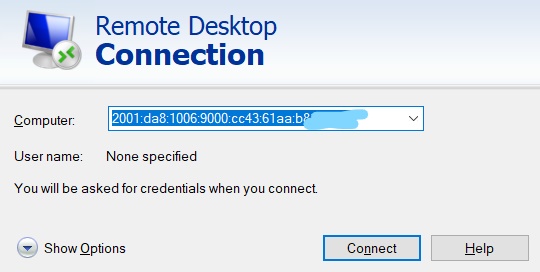 Remote Desktop
Connection
Computer: 2001:da8:1006:9000:cc43:61aa:b8
User name: None specified
You will be asked for credentials when you connect.
Show Options Connect Help